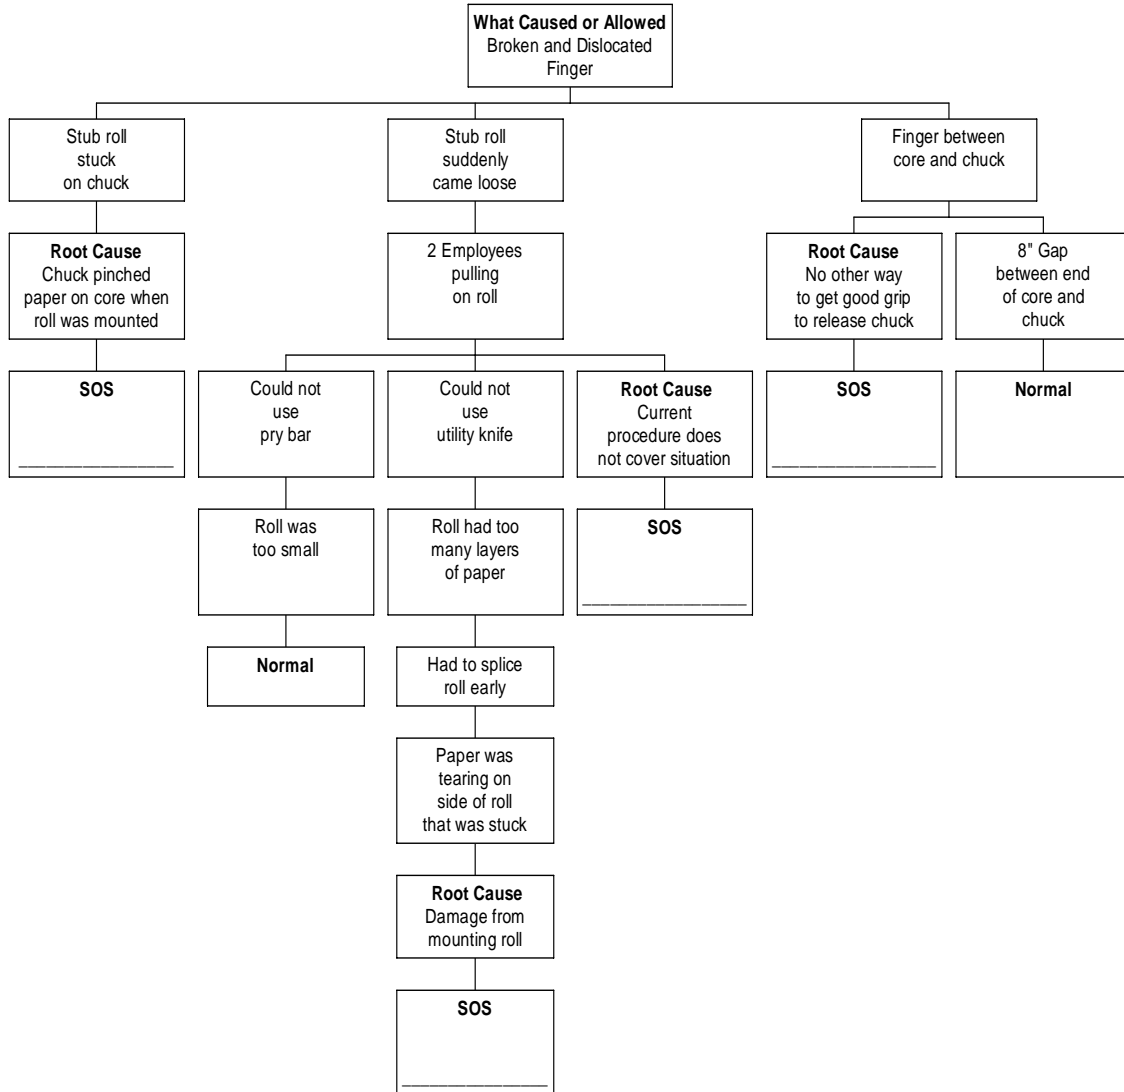 What Caused or Allowed
Broken and Dislocated
Finger
Stub roll
stuck
on chuck
Stub roll
suddenly
came loose
Finger between
core and chuck
Root Cause
Chuck pinched
paper on core when
roll was mounted
2 Employees
pulling
on roll
Root Cause
No other way
to get good grip
to release chuck
8" Gap
between end
of core and
chuck
SOS
_________________
Could not
use
pry bar
Could not
use
utility knife
Root Cause
Current
procedure does
not cover situation
SOS
__________________
Normal
Roll was
too small
Roll had too
many layers
of paper
SOS
__________________
Normal
Had to splice
roll early
Paper was
tearing on
side of roll
that was stuck
Root Cause
Damage from
mounting roll
SOS
________________